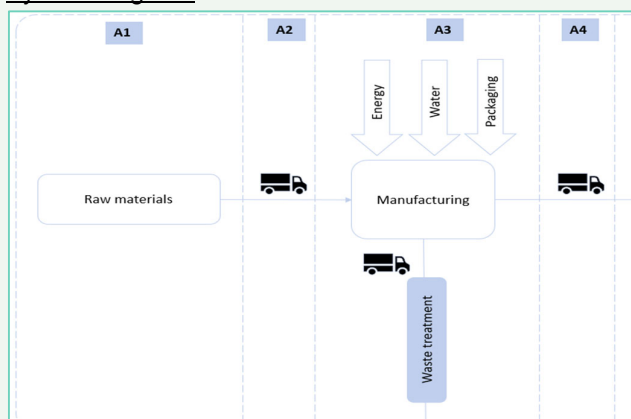 A1
A2
A3
A4
Energy
Water
Packaging
Raw materials
Manufacturing
Waste treatment